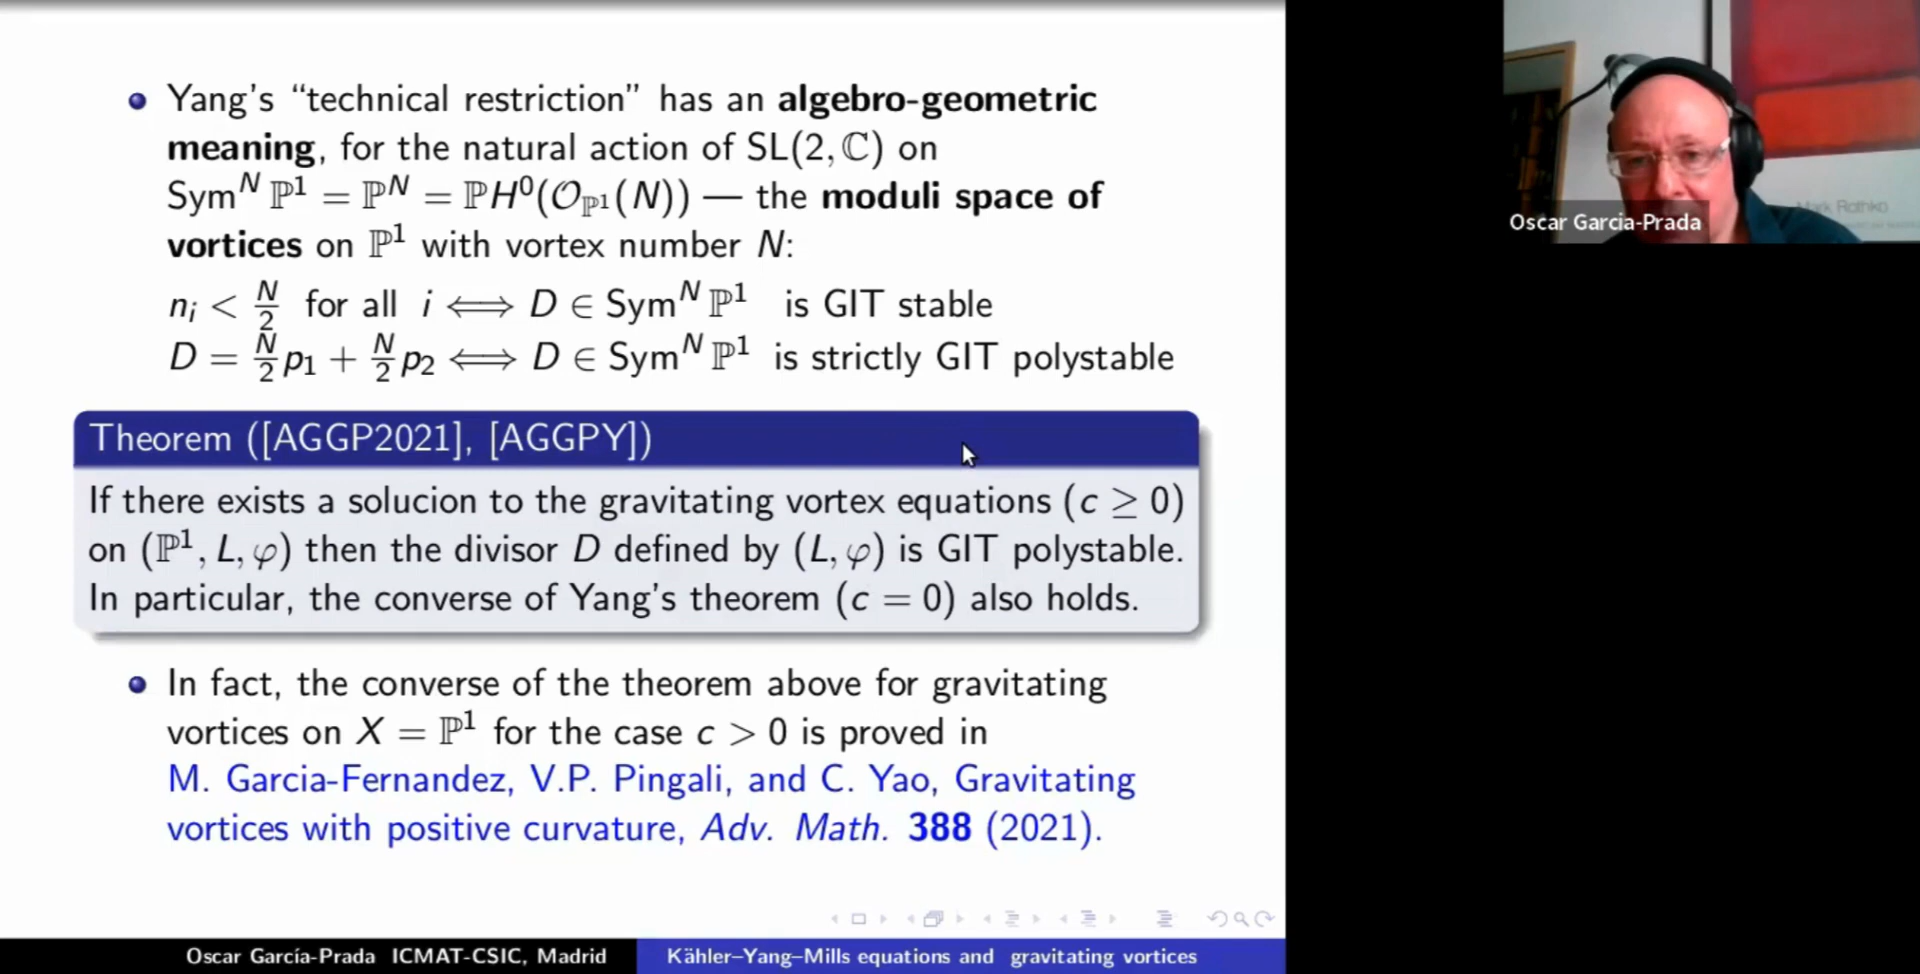 Yang's “technical restriction” has an algebro-geometric
meaning, for the natural action of SL(2, ℂ) on
Sym^N ℙ^1 = ℙ^N = ℙH^0(𝒪_{ℙ^1}(N)) — the moduli space of
vortices on ℙ^1 with vortex number N:
n_i < N/2 for all i ⟺ D ∈ Sym^N ℙ^1 is GIT stable
D = N/2 p_1 + N/2 p_2 ⟺ D ∈ Sym^N ℙ^1 is strictly GIT polystable
Theorem ([AGGP2021], [AGGPY])
If there exists a solucion to the gravitating vortex equations (c ≥ 0)
on (ℙ^1, L, φ) then the divisor D defined by (L, φ) is GIT polystable.
In particular, the converse of Yang's theorem (c = 0) also holds.
In fact, the converse of the theorem above for gravitating
vortices on X = ℙ^1 for the case c > 0 is proved in
M. Garcia-Fernandez, V.P. Pingali, and C. Yao, Gravitating
vortices with positive curvature, Adv. Math. 388 (2021).
Oscar García-Prada ICMAT-CSIC, Madrid
Kähler–Yang–Mills equations and gravitating vortices
Oscar Garcia-Prada
Mark Rothko